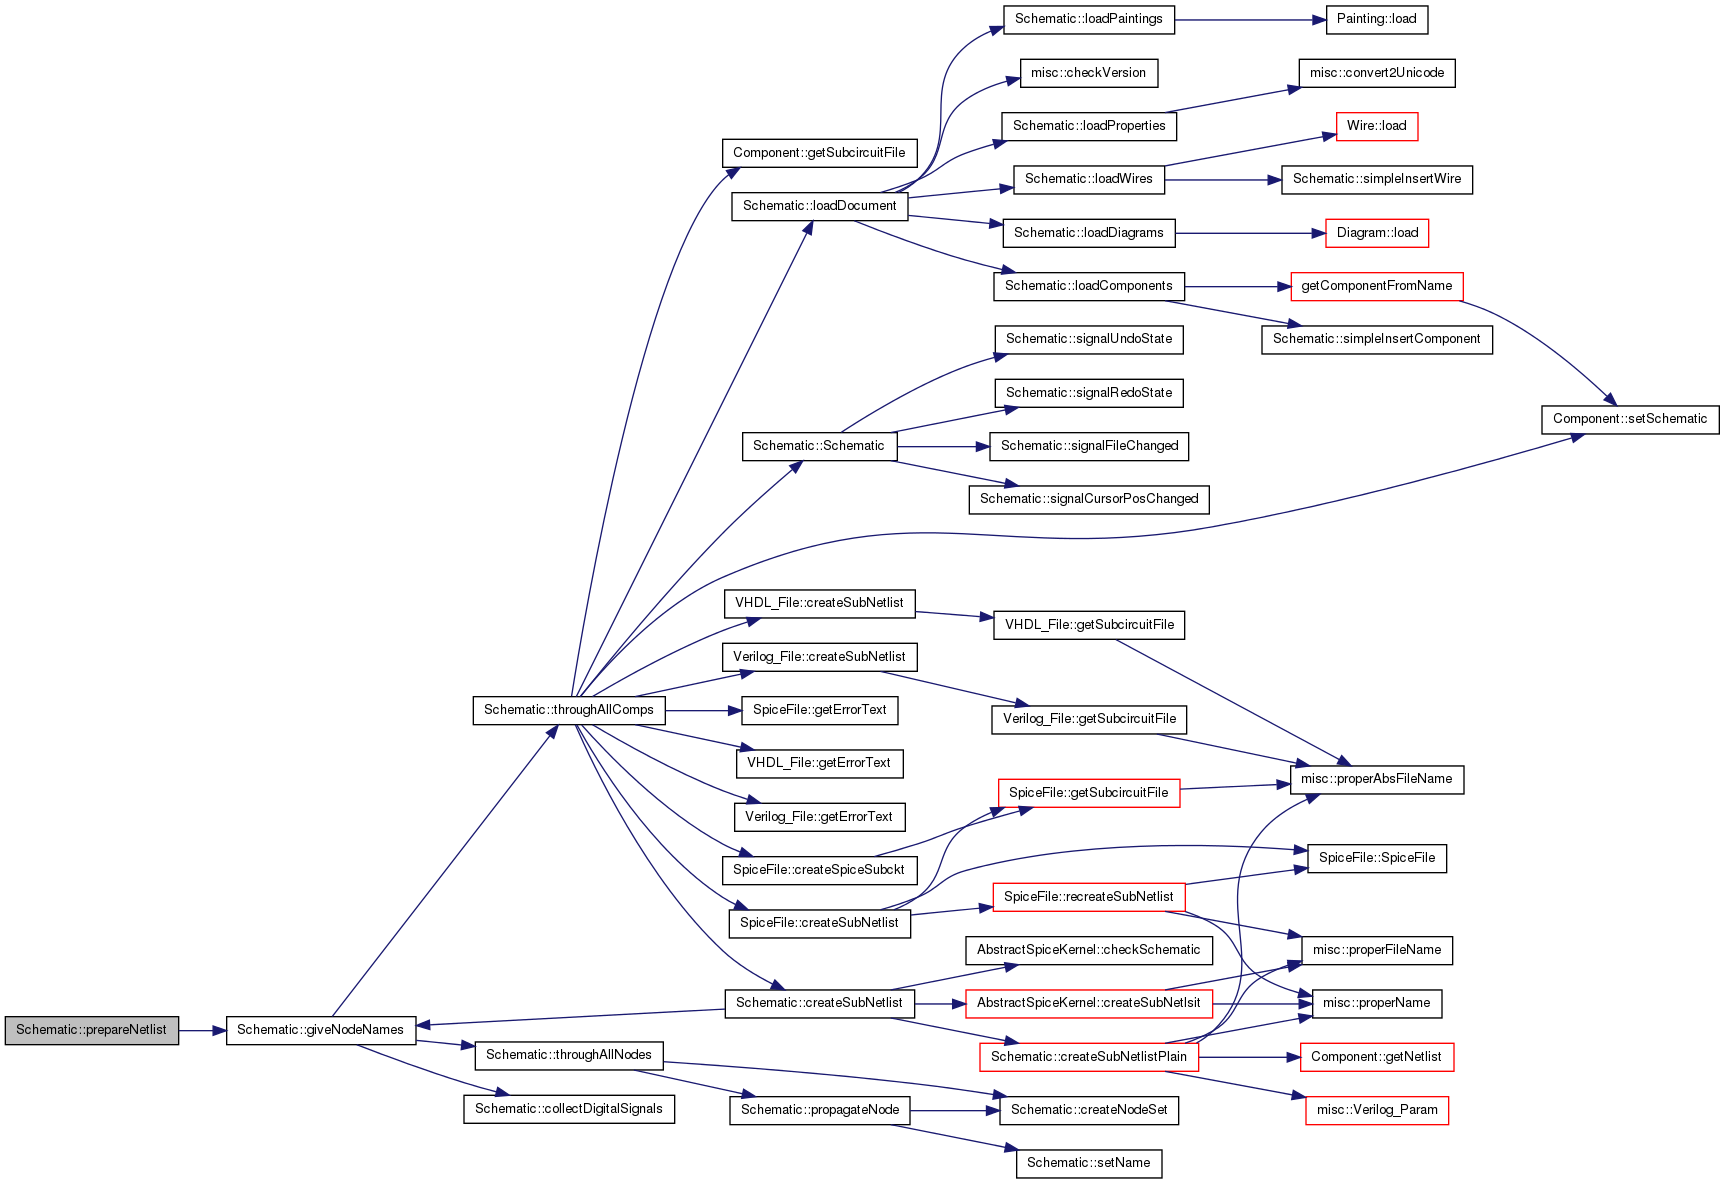 Schematic::loadPaintings
Painting::load
misc::checkVersion
misc::convert2Unicode
Schematic::loadProperties
Wire::load
Component::getSubcircuitFile
Schematic::loadWires
Schematic::simpleInsertWire
Schematic::loadDocument
Schematic::loadDiagrams
Diagram::load
Schematic::loadComponents
getComponentFromName
Schematic::signalUndoState
Schematic::simpleInsertComponent
Schematic::signalRedoState
Component::setSchematic
Schematic::Schematic
Schematic::signalFileChanged
Schematic::signalCursorPosChanged
VHDL_File::createSubNetlist
VHDL_File::getSubcircuitFile
Verilog_File::createSubNetlist
Schematic::throughAllComps
SpiceFile::getErrorText
Verilog_File::getSubcircuitFile
VHDL_File::getErrorText
misc::properAbsFileName
SpiceFile::getSubcircuitFile
Verilog_File::getErrorText
SpiceFile::SpiceFile
SpiceFile::createSpiceSubckt
SpiceFile::recreateSubNetlist
SpiceFile::createSubNetlist
AbstractSpiceKernel::checkSchematic
misc::properFileName
Schematic::createSubNetlist
AbstractSpiceKernel::createSubNetlsit
misc::properName
Schematic::prepareNetlist
Schematic::giveNodeNames
Schematic::throughAllNodes
Schematic::createSubNetlistPlain
Component::getNetlist
Schematic::collectDigitalSignals
Schematic::propagateNode
Schematic::createNodeSet
misc::Verilog_Param
Schematic::setName